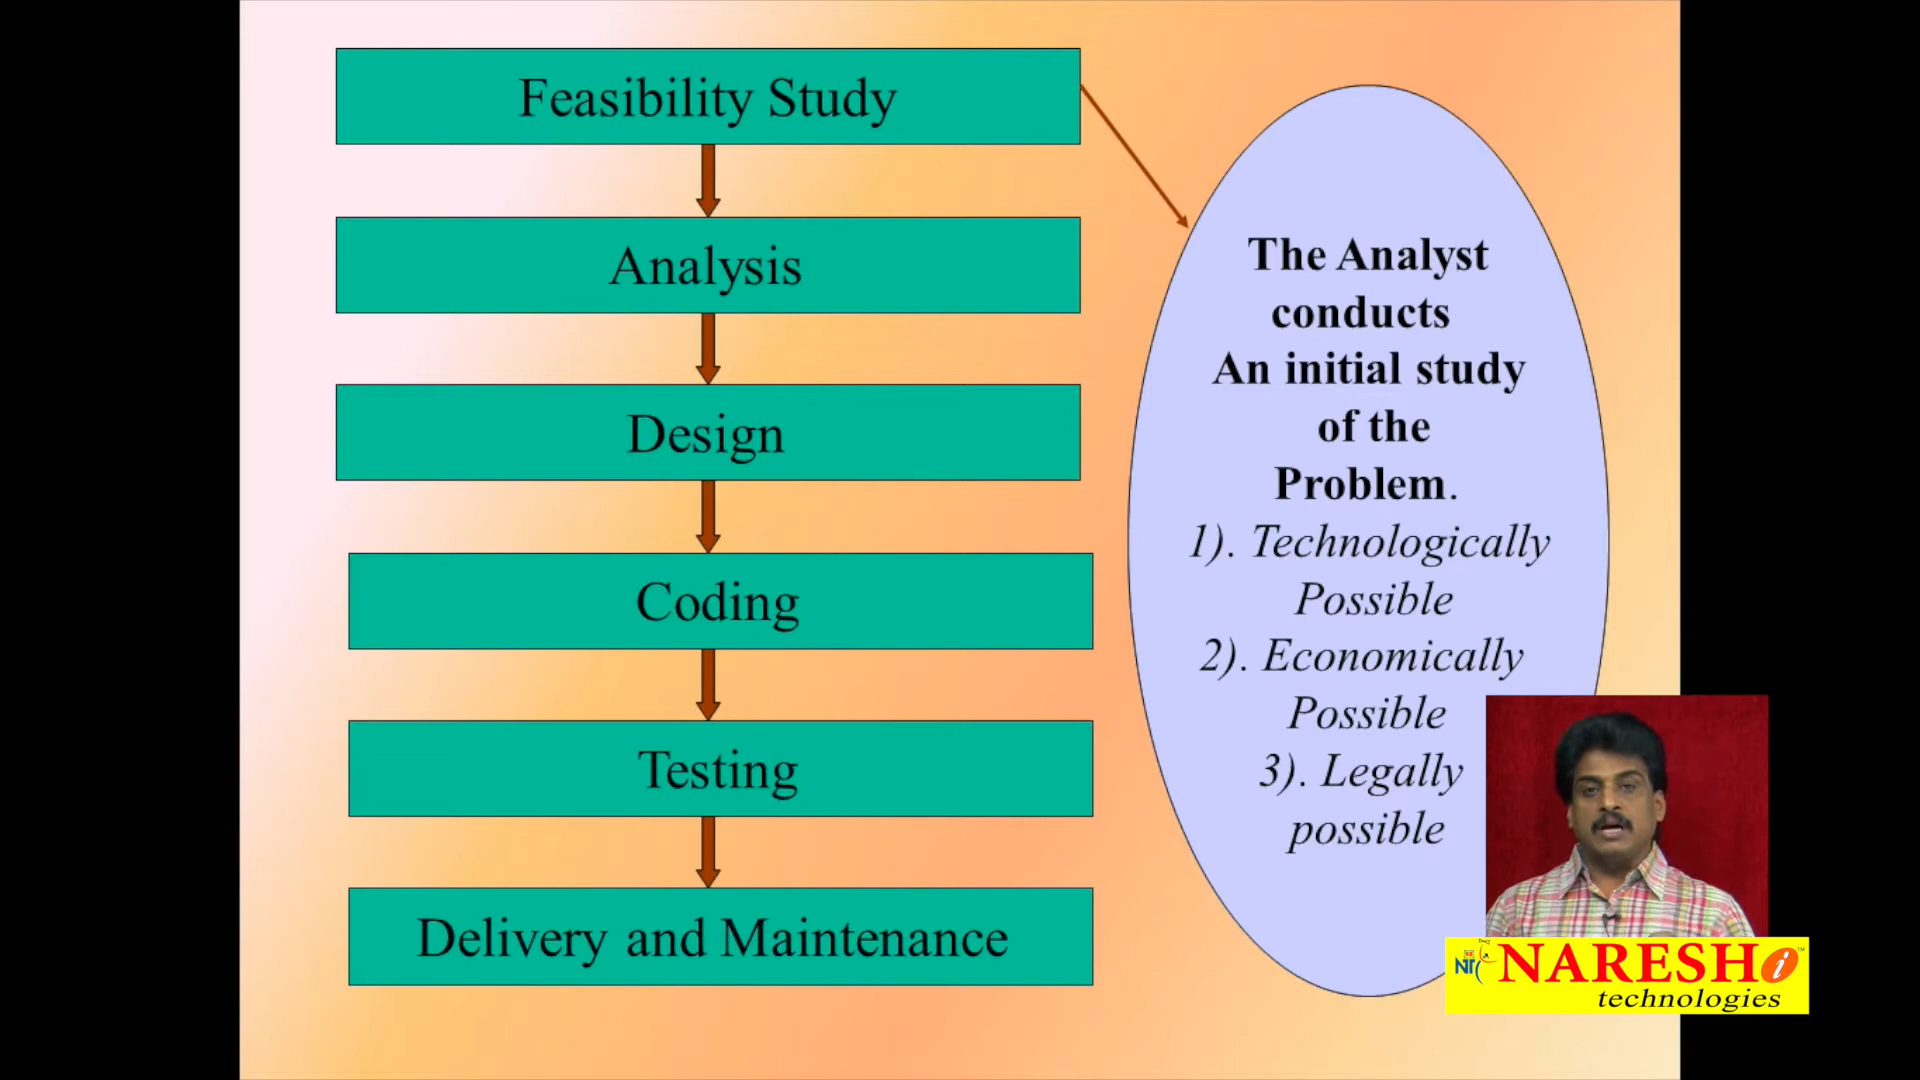 Feasibility Study
Analysis
Design
Coding
Testing
Delivery and Maintenance
The Analyst
conducts
An initial study
of the
Problem.
1). Technologically
Possible
2). Economically
Possible
3). Legally
possible
NARESH i
technologies